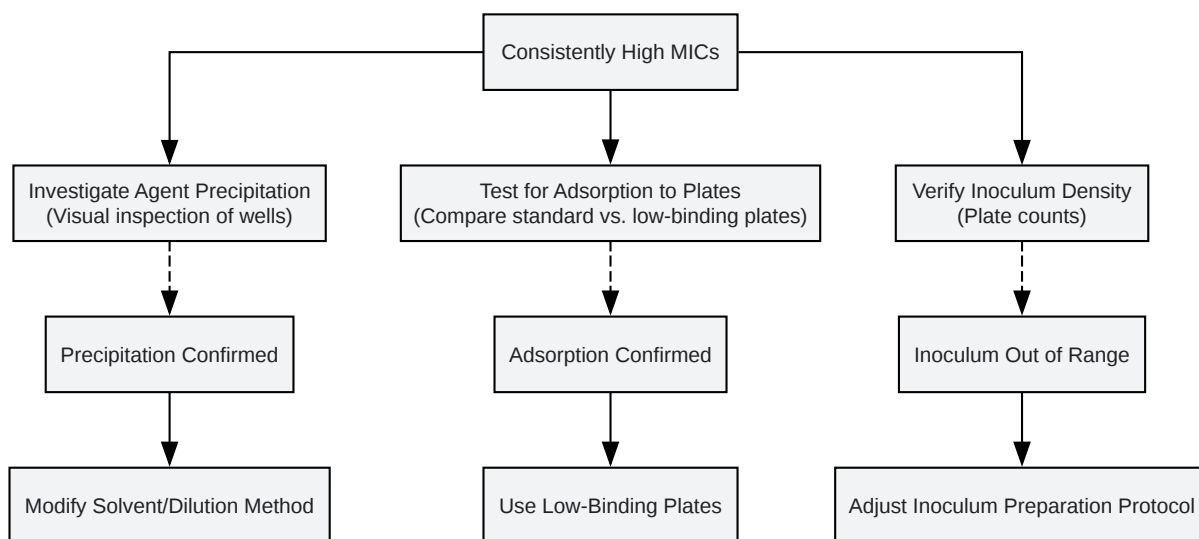 Consistently High MICs
Investigate Agent Precipitation
(Visual inspection of wells)
Test for Adsorption to Plates
(Compare standard vs. low-binding plates)
Verify Inoculum Density
(Plate counts)
Precipitation Confirmed
Adsorption Confirmed
Inoculum Out of Range
Modify Solvent/Dilution Method
Use Low-Binding Plates
Adjust Inoculum Preparation Protocol